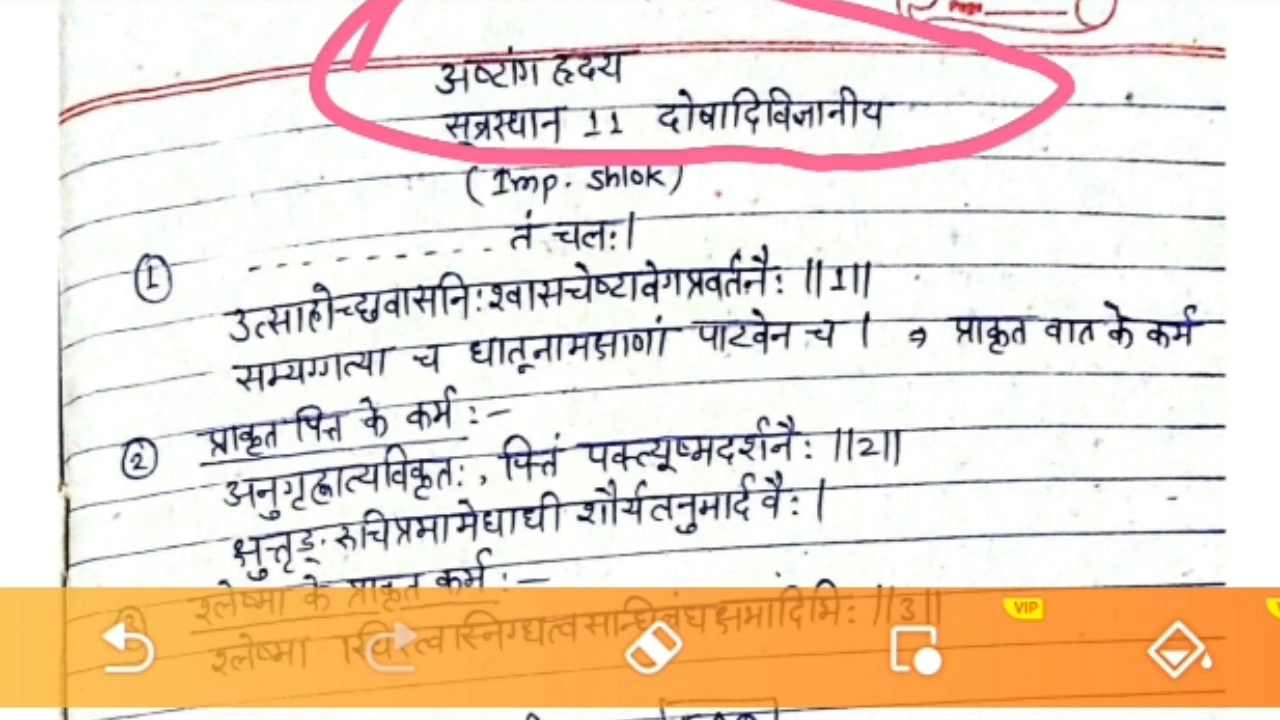 Page
अष्टांग हृदय
सूत्रस्थान 11 दोषादिविज्ञानीय
(Imp. Shlok)
① - - - - - - - - - - तं चलः।
उत्साहोच्छ्वासनिःश्वासचेष्टावेगप्रवर्तनैः ||1||
सम्यग्गत्या च धातूनामक्षाणां पाटवेन च । ⇒ प्राकृत वात के कर्म
② प्राकृत पित्त के कर्म :-
अनुगृह्णात्यविकृतः, पित्तं पक्त्यूष्मदर्शनैः ||2||
क्षुत्तृड्.रुचिप्रभामेधाधी शौर्यतनुमार्दवैः ।
③ श्लेष्मा के प्राकृत कर्म :-
श्लेष्मा स्थिरत्वस्निग्धत्वसन्धिबंधक्षमादिभिः ||3||
VIP